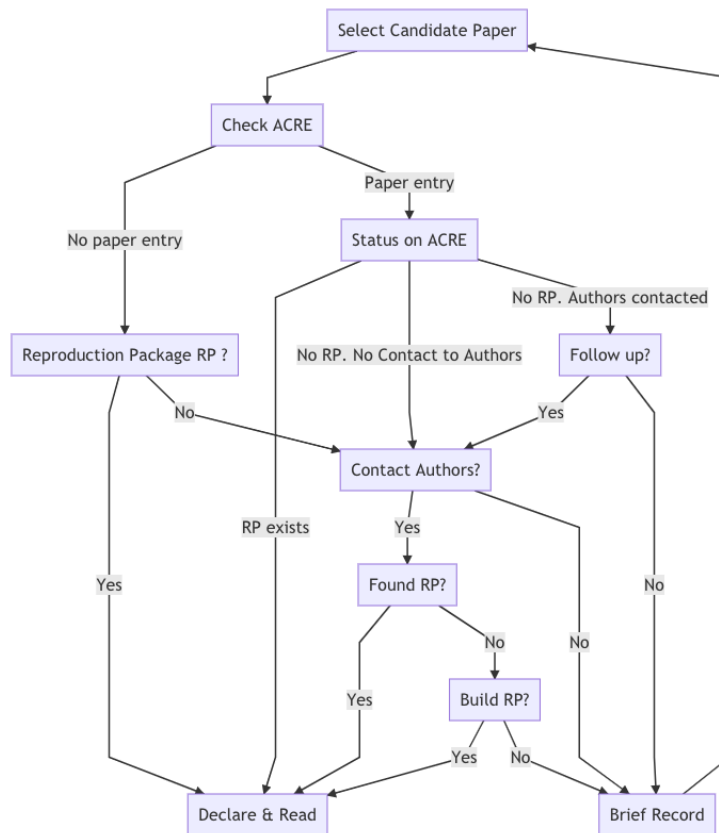 Select Candidate Paper
Check ACRE
Paper entry
No paper entry
Status on ACRE
No RP. Authors contacted
Reproduction Package RP ?
No RP. No Contact to Authors
Follow up?
No
Yes
Contact Authors?
RP exists
Yes
Found RP?
Yes
No
No
No
Yes
Build RP?
Yes
No
Declare & Read
Brief Record